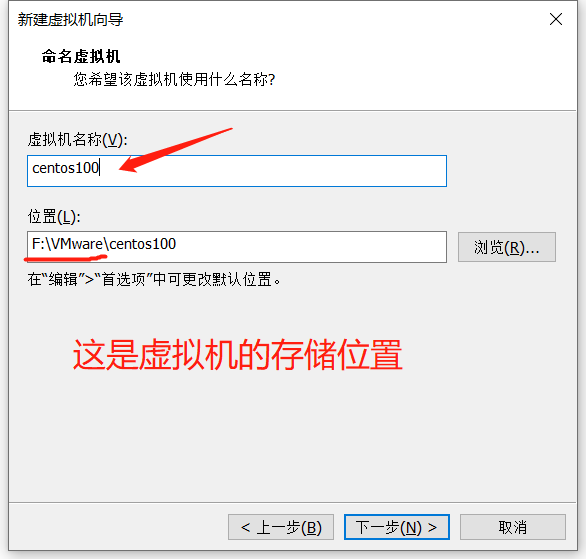 新建虚拟机向导
命名虚拟机
您希望该虚拟机使用什么名称?
虚拟机名称(V):
centos100
位置(L):
F:\VMware\centos100
浏览(R)...
在“编辑”>“首选项”中可更改默认位置。
这是虚拟机的存储位置
< 上一步(B)
下一步(N) >
取消